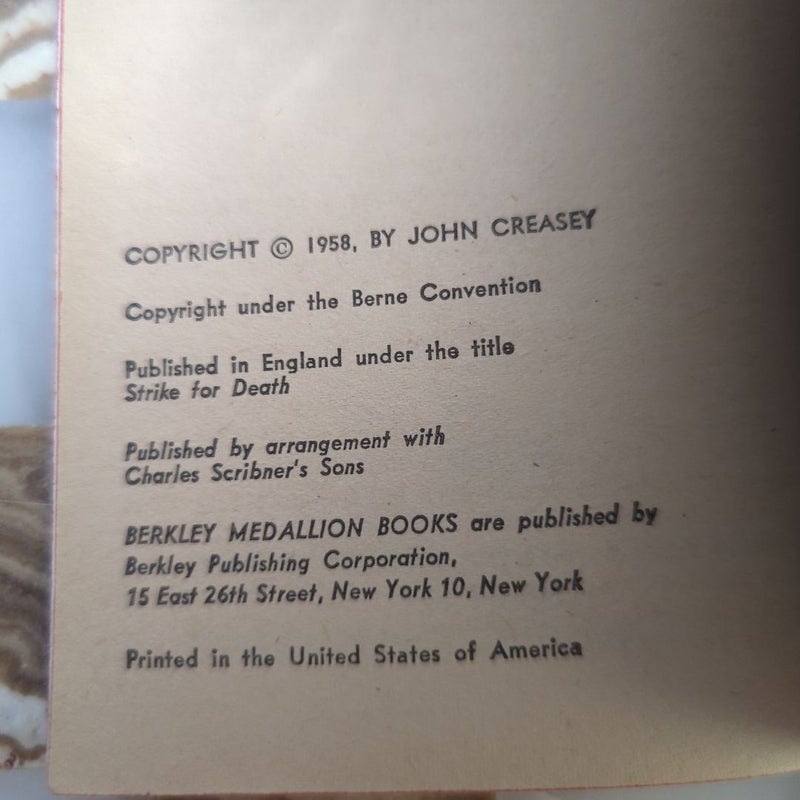 COPYRIGHT © 1958, BY JOHN CREASEY
Copyright under the Berne Convention
Published in England under the title
Strike for Death
Published by arrangement with
Charles Scribner's Sons
BERKLEY MEDALLION BOOKS are published by
Berkley Publishing Corporation,
15 East 26th Street, New York 10, New York
Printed in the United States of America